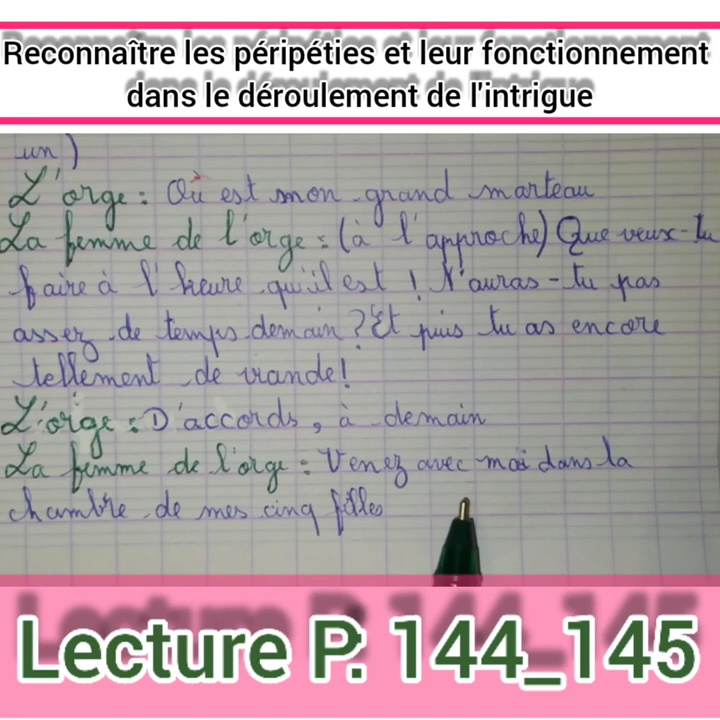 Reconnaître les péripéties et leur fonctionnement
dans le déroulement de l'intrigue
un)
L'orge : Où est mon grand marteau
La femme de l'orge : (à l'approche) Que veux-tu
faire à l'heure qu'il est ! N'auras-tu pas
assez de temps demain ? Et puis tu as encore
tellement de viande !
L'orge : D'accords, à demain
La femme de l'orge : Venez avec moi dans la
chambre de mes cinq filles
Lecture P. 144_145